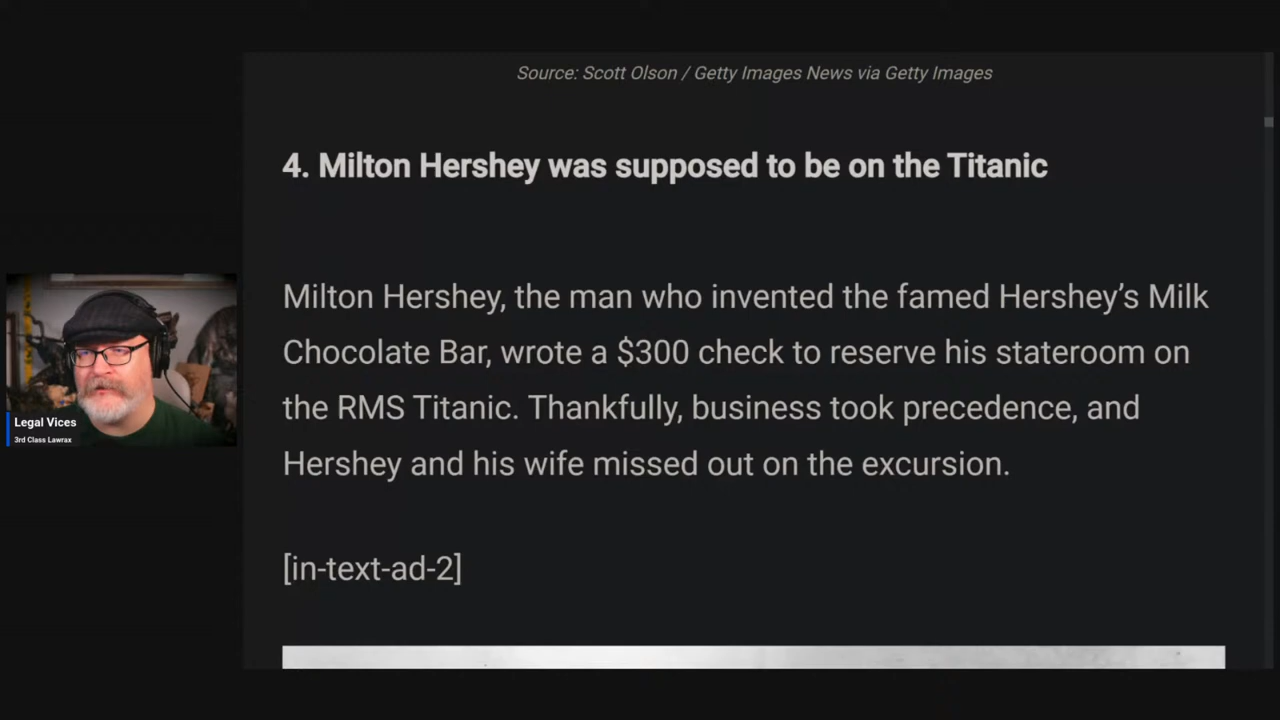 Source: Scott Olson / Getty Images News via Getty Images
4. Milton Hershey was supposed to be on the Titanic
Milton Hershey, the man who invented the famed Hershey’s Milk
Chocolate Bar, wrote a $300 check to reserve his stateroom on
the RMS Titanic. Thankfully, business took precedence, and
Hershey and his wife missed out on the excursion.
[in-text-ad-2]
Legal Vices
3rd Class Lawrax